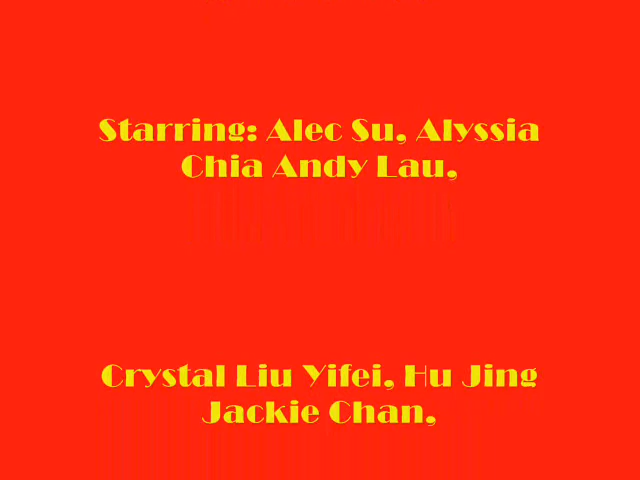 Starring: Alec Su, Alyssia
Chia Andy Lau,
Crystal Liu Yifei, Hu Jing
Jackie Chan,